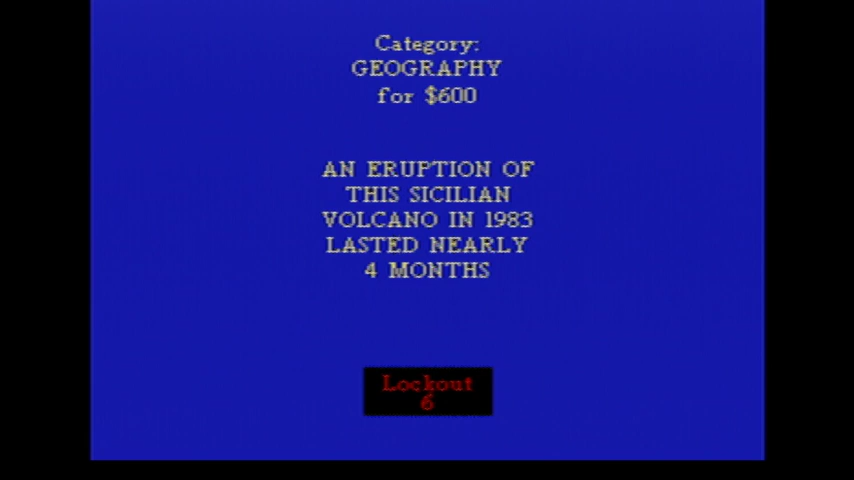 Category:
GEOGRAPHY
for $600
AN ERUPTION OF
THIS SICILIAN
VOLCANO IN 1983
LASTED NEARLY
4 MONTHS
Lockout
6